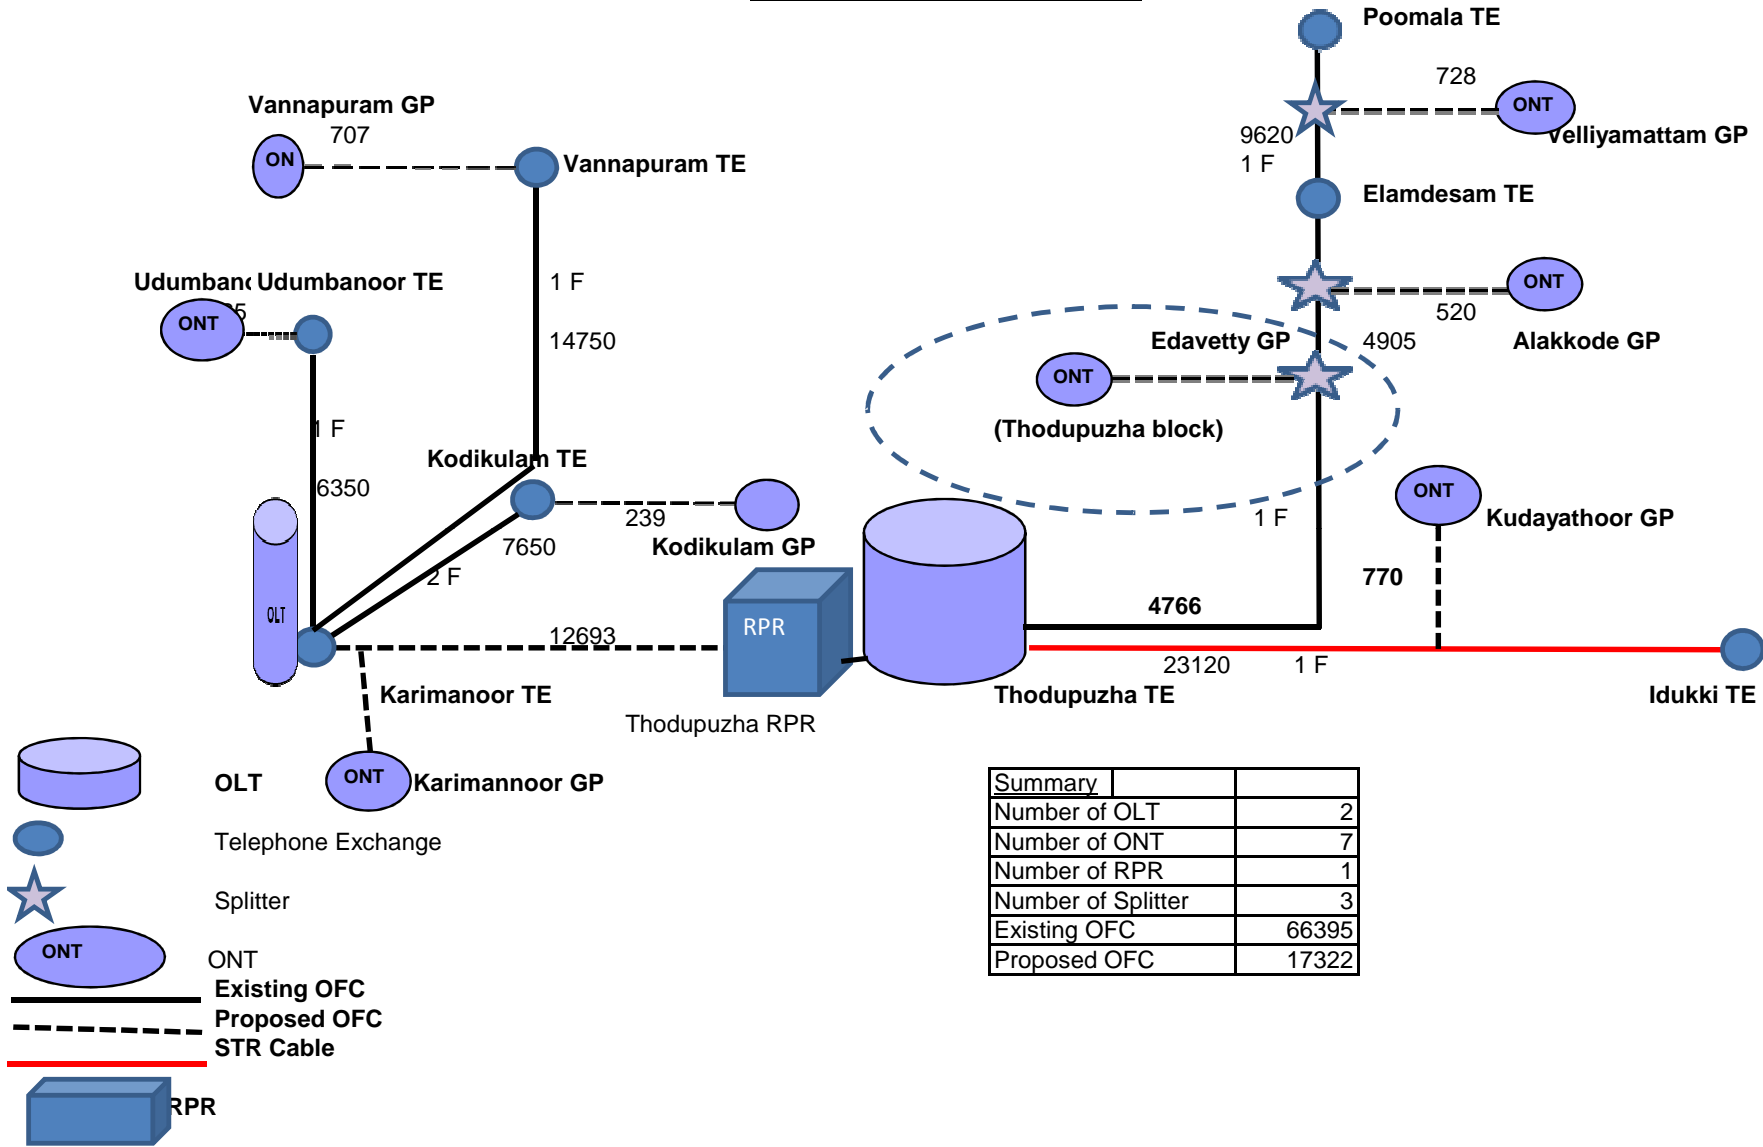 Poomala TE
728
ONT
Velliyamattam GP
9620
1 F
Vannapuram GP
707
ON
Vannapuram TE
Elamdesam TE
Udumbanoor TE
ONT
1 F
14750
ONT
520
Alakkode GP
Edavetty GP
4905
ONT
(Thodupuzha block)
1 F
6350
Kodikulam TE
239
Kodikulam GP
7650
2 F
1 F
ONT
Kudayathoor GP
770
OLT
12693
RPR
4766
23120
1 F
Karimanoor TE
Thodupuzha RPR
Thodupuzha TE
Idukki TE
ONT
Karimannoor GP
OLT
Telephone Exchange
Splitter
ONT
ONT
Existing OFC
Proposed OFC
STR Cable
RPR
Summary
Number of OLT 2
Number of ONT 7
Number of RPR 1
Number of Splitter 3
Existing OFC 66395
Proposed OFC 17322